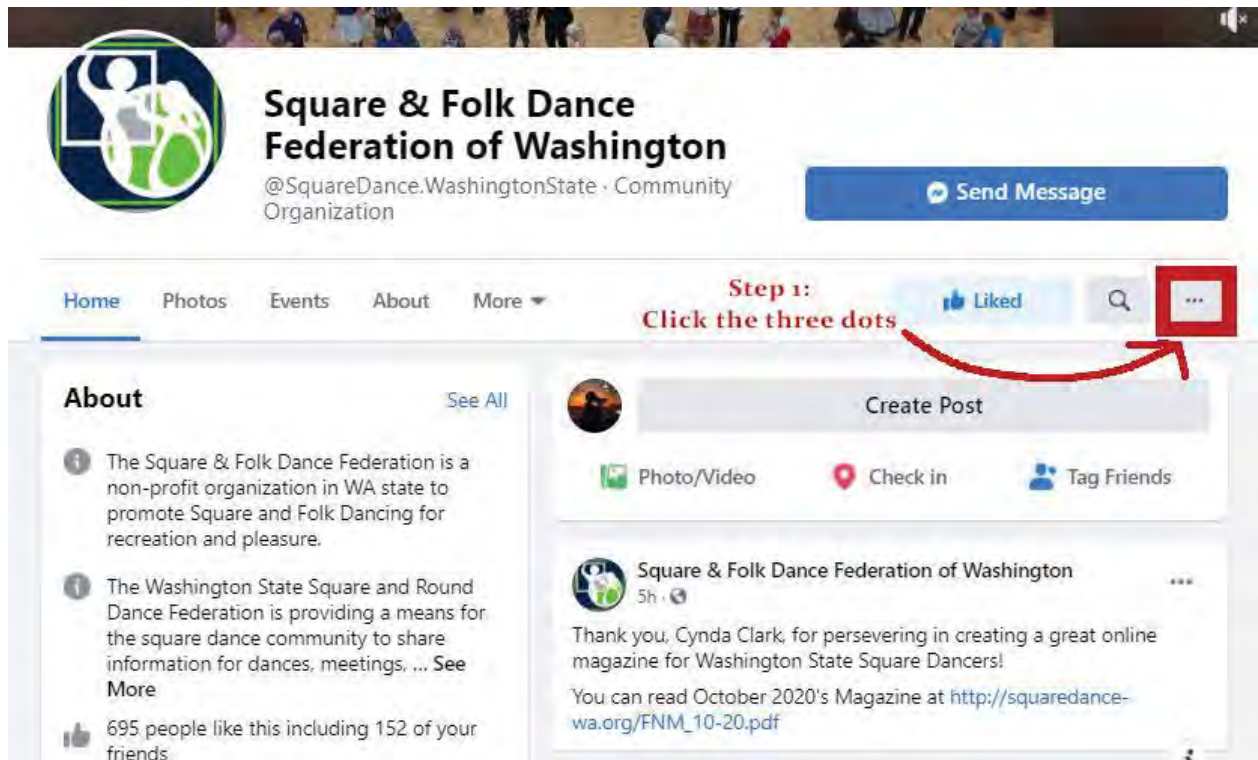 Square & Folk Dance
Federation of Washington
@SquareDance.WashingtonState · Community
Organization
Send Message
Home
Photos
Events
About
More
Step 1:
Click the three dots
Liked
...
About
See All
The Square & Folk Dance Federation is a
non-profit organization in WA state to
promote Square and Folk Dancing for
recreation and pleasure.
The Washington State Square and Round
Dance Federation is providing a means for
the square dance community to share
information for dances, meetings, ... See
More
695 people like this including 152 of your
friends
Create Post
Photo/Video
Check in
Tag Friends
Square & Folk Dance Federation of Washington
...
5h ·
Thank you, Cynda Clark, for persevering in creating a great online
magazine for Washington State Square Dancers!
You can read October 2020's Magazine at http://squaredance-
wa.org/FNM_10-20.pdf